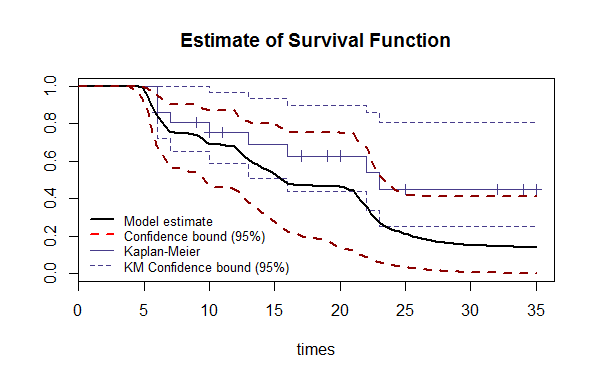 Estimate of Survival Function
1.0
0.8
0.6
0.4
0.2
0.0
Model estimate
Confidence bound (95%)
Kaplan-Meier
KM Confidence bound (95%)
0 5 10 15 20 25 30 35
times